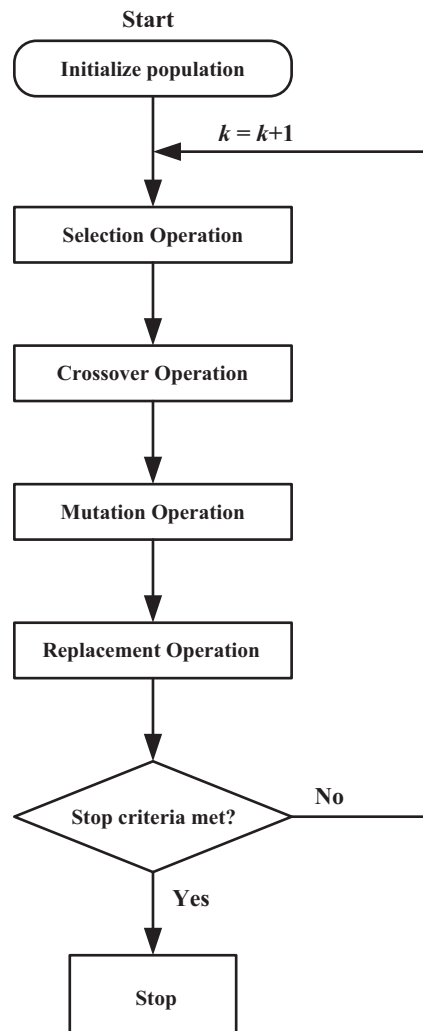 Start
Initialize population
k = k+1
Selection Operation
Crossover Operation
Mutation Operation
Replacement Operation
Stop criteria met?
No
Yes
Stop